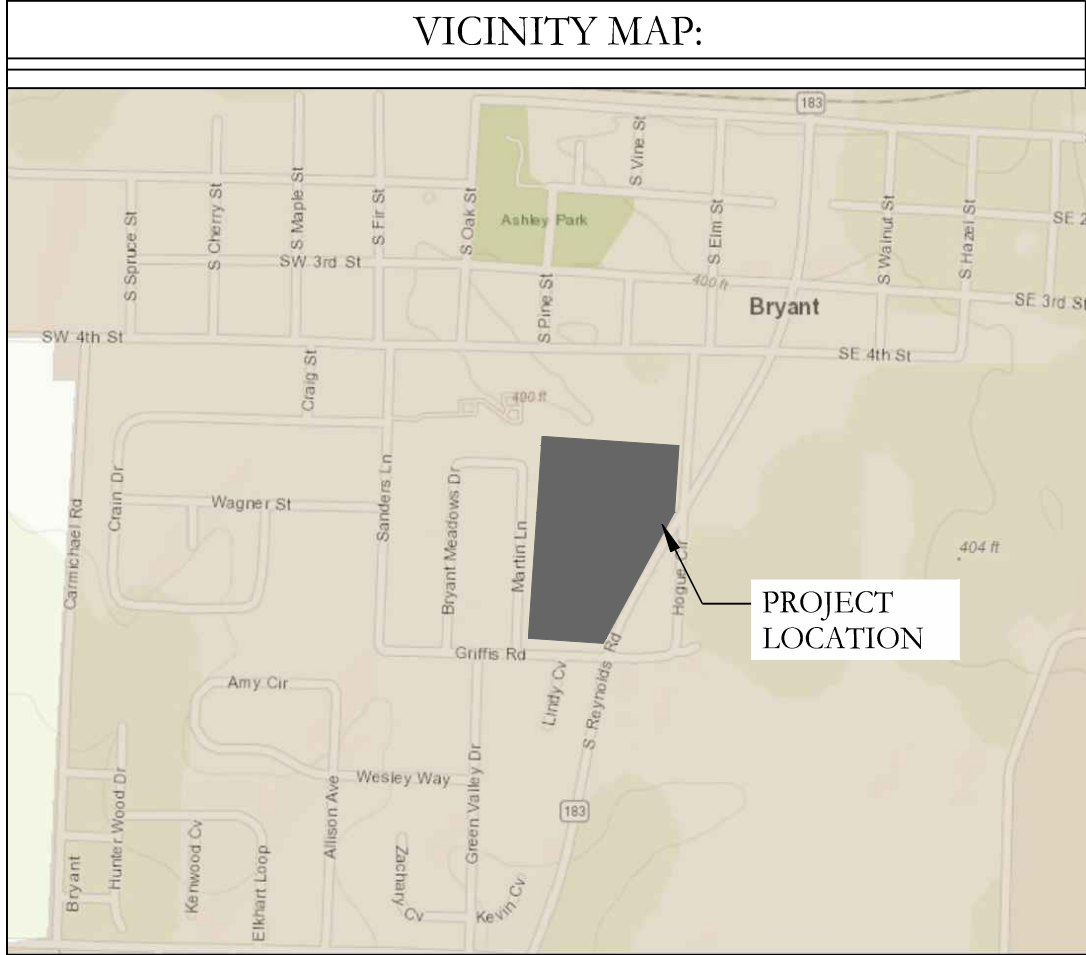 VICINITY MAP:
183
S Vine St
S Maple St
S Fir St
S Cherry St
S Oak St
S Spruce St
Ashley Park
S Elm St
S Walnut St
S Hazel St
SE 2
SW 3rd St
S Pine St
400 ft
Bryant
SE 3rd St
SW 4th St
SE 4th St
Craig St
400 ft
Crain Dr
Wagner St
Sanders Ln
Bryant Meadows Dr
Martin Ln
Carmichael Rd
Hogue Cir
404 ft
PROJECT
LOCATION
Griffis Rd
Lindy Cv
S Reynolds Rd
Amy Cir
Wesley Way
Green Valley Dr
Allison Ave
183
Hunter Wood Dr
Bryant
Kenwood Cv
Elkhart Loop
Zachary
Cv
Kevin Cv